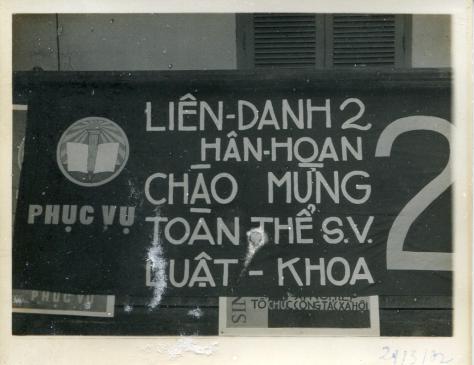 LIÊN-DANH 2
HÂN-HOAN
CHÀO MỪNG
TOÀN THỂ S.V.
LUẬT - KHOA
2
PHỤC VỤ
PHỤC VỤ
SIN
TỔ CHỨC CÔNG TÁC XÃ HỘI